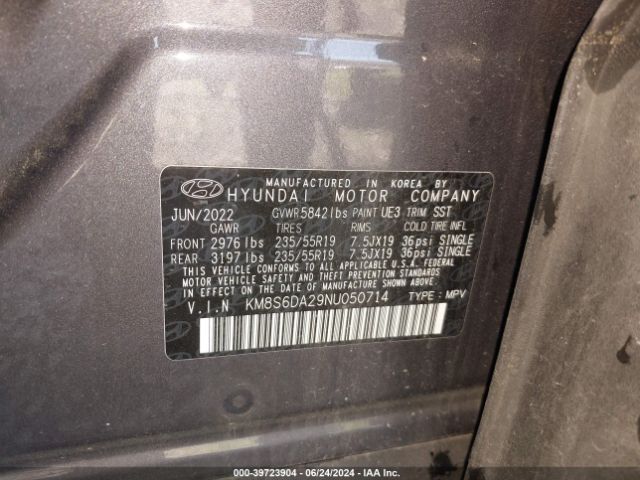 MANUFACTURED IN KOREA BY
HYUNDAI MOTOR COMPANY
JUN/2022 GVWR 5842 lbs PAINT UE3 TRIM SST
GAWR TIRES RIMS COLD TIRE INFL
FRONT 2976 lbs 235/55R19 7.5JX19 36psi SINGLE
REAR 3197 lbs 235/55R19 7.5JX19 36psi SINGLE
THIS VEHICLE CONFORMS TO ALL APPLICABLE FEDERAL
MOTOR VEHICLE SAFETY AND THEFT PREVENTION STANDARDS
IN EFFECT ON THE DATE OF MANUFACTURE SHOWN ABOVE.
V.I.N KM8S6DA29NU050714 TYPE : MPV
000-39723904 - 06/24/2024 - IAA Inc.